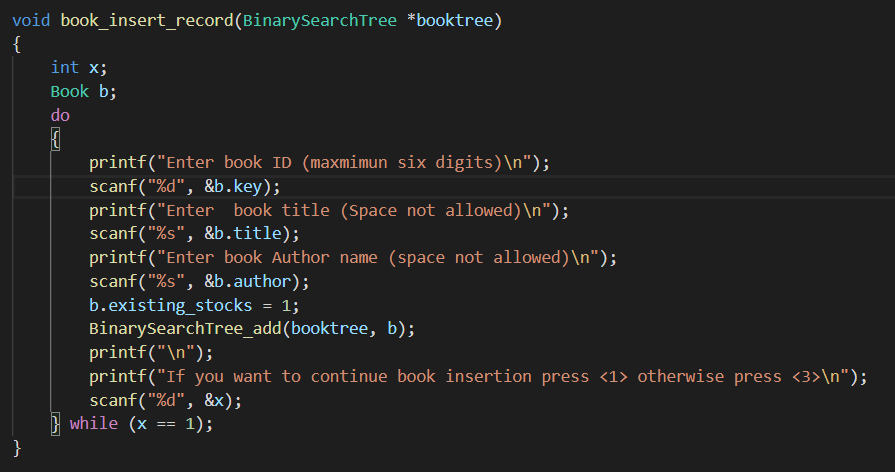 void book_insert_record(BinarySearchTree *booktree)
{
    int x;
    Book b;
    do
    {
        printf("Enter book ID (maxmimun six digits)\n");
        scanf("%d", &b.key);
        printf("Enter  book title (Space not allowed)\n");
        scanf("%s", &b.title);
        printf("Enter book Author name (space not allowed)\n");
        scanf("%s", &b.author);
        b.existing_stocks = 1;
        BinarySearchTree_add(booktree, b);
        printf("\n");
        printf("If you want to continue book insertion press <1> otherwise press <3>\n");
        scanf("%d", &x);
    } while (x == 1);
}